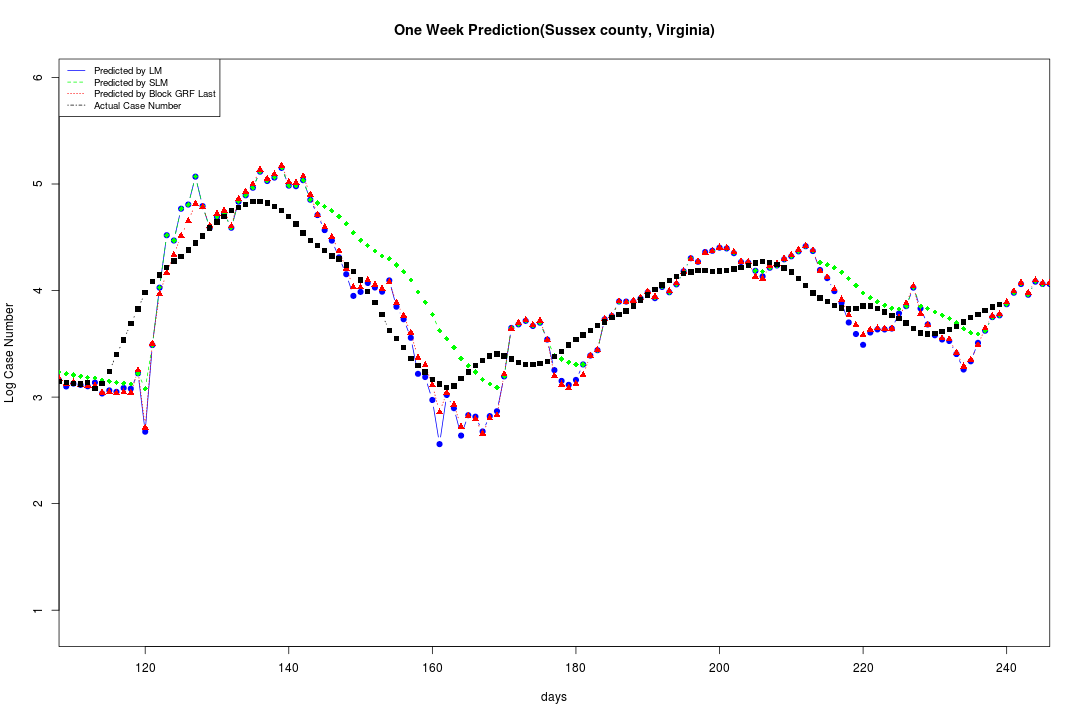 One Week Prediction(Sussex county, Virginia)
Predicted by LM
Predicted by SLM
Predicted by Block GRF Last
Actual Case Number
6
5
4
3
2
1
Log Case Number
120 140 160 180 200 220 240
days